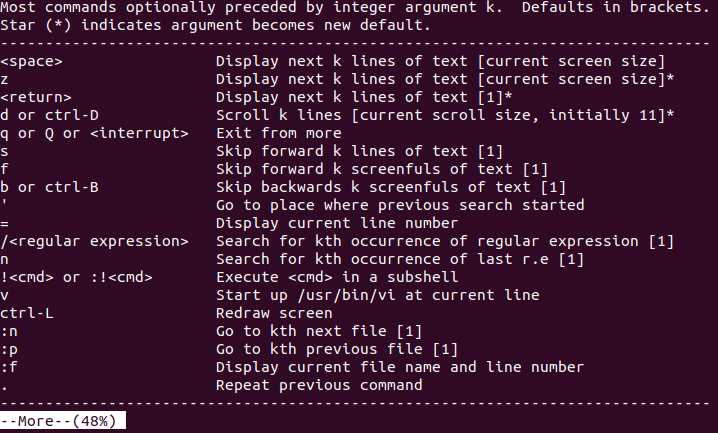 Most commands optionally preceded by integer argument k.  Defaults in brackets.
Star (*) indicates argument becomes new default.
-------------------------------------------------------------------------------
<space>                 Display next k lines of text [current screen size]
z                       Display next k lines of text [current screen size]*
<return>                Display next k lines of text [1]*
d or ctrl-D             Scroll k lines [current scroll size, initially 11]*
q or Q or <interrupt>   Exit from more
s                       Skip forward k lines of text [1]
f                       Skip forward k screenfuls of text [1]
b or ctrl-B             Skip backwards k screenfuls of text [1]
'                       Go to place where previous search started
=                       Display current line number
/<regular expression>   Search for kth occurrence of regular expression [1]
n                       Search for kth occurrence of last r.e [1]
!<cmd> or :!<cmd>       Execute <cmd> in a subshell
v                       Start up /usr/bin/vi at current line
ctrl-L                  Redraw screen
:n                      Go to kth next file [1]
:p                      Go to kth previous file [1]
:f                      Display current file name and line number
.                       Repeat previous command
-------------------------------------------------------------------------------
--More--(48%)